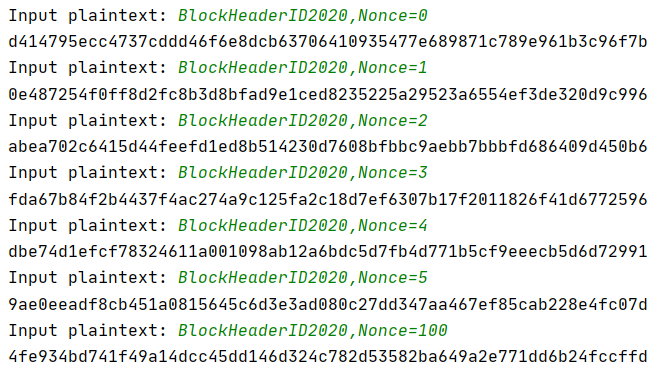 Input plaintext: BlockHeaderID2020,Nonce=0
d414795ecc4737cddd46f6e8dcb63706410935477e689871c789e961b3c96f7b
Input plaintext: BlockHeaderID2020,Nonce=1
0e487254f0ff8d2fc8b3d8bfad9e1ced8235225a29523a6554ef3de320d9c996
Input plaintext: BlockHeaderID2020,Nonce=2
abea702c6415d44feefd1ed8b514230d7608bfbbc9aebb7bbbfd686409d450b6
Input plaintext: BlockHeaderID2020,Nonce=3
fda67b84f2b4437f4ac274a9c125fa2c18d7ef6307b17f2011826f41d6772596
Input plaintext: BlockHeaderID2020,Nonce=4
dbe74d1efcf78324611a001098ab12a6bdc5d7fb4d771b5cf9eeecb5d6d72991
Input plaintext: BlockHeaderID2020,Nonce=5
9ae0eeadf8cb451a0815645c6d3e3ad080c27dd347aa467ef85cab228e4fc07d
Input plaintext: BlockHeaderID2020,Nonce=100
4fe934bd741f49a14dcc45dd146d324c782d53582ba649a2e771dd6b24fccffd